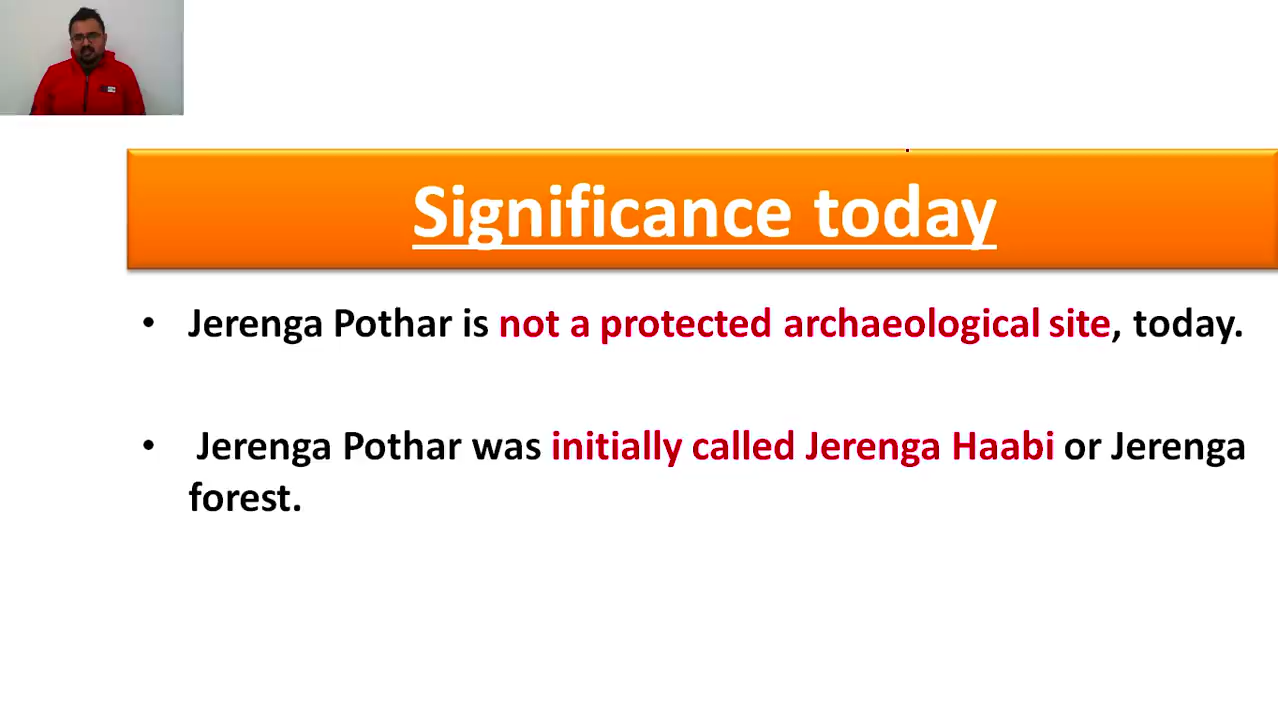 Significance today
• Jerenga Pothar is not a protected archaeological site, today.
• Jerenga Pothar was initially called Jerenga Haabi or Jerenga
forest.